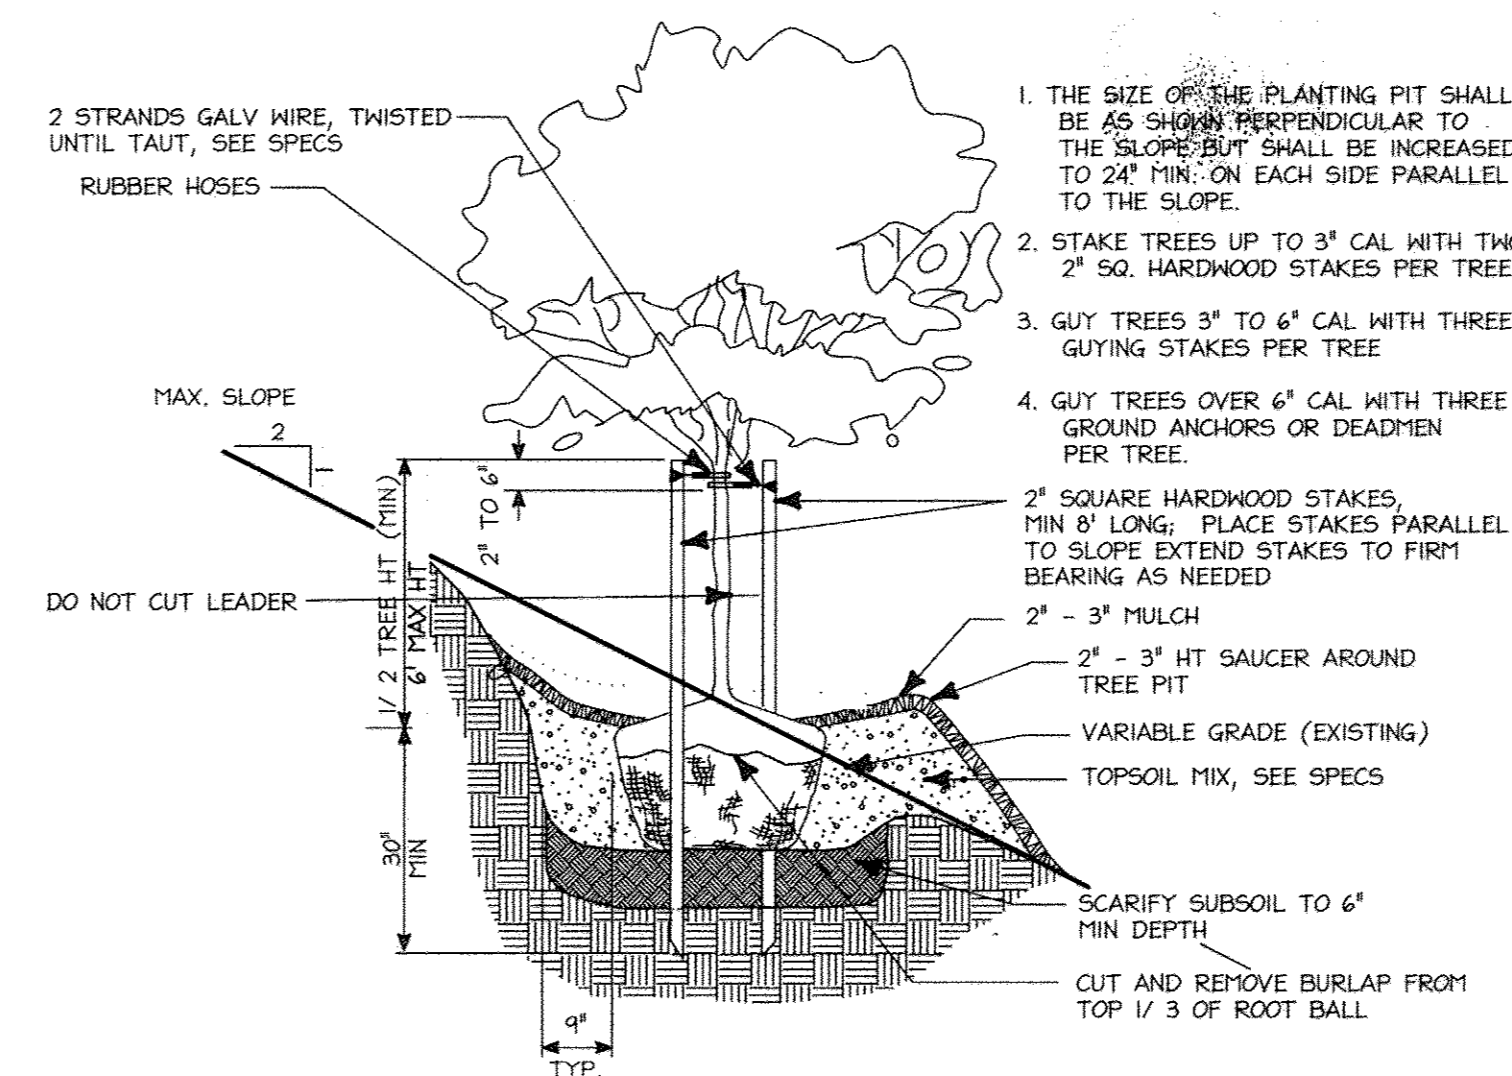 2 STRANDS GALV WIRE, TWISTED
UNTIL TAUT, SEE SPECS
RUBBER HOSES
MAX. SLOPE
2
1
1/2 TREE HT (MIN)
6' MAX HT
2" TO 6"
DO NOT CUT LEADER
30"
MIN
9"
TYP.
1. THE SIZE OF THE PLANTING PIT SHALL
BE AS SHOWN PERPENDICULAR TO
THE SLOPE BUT SHALL BE INCREASED
TO 24" MIN. ON EACH SIDE PARALLEL
TO THE SLOPE.
2. STAKE TREES UP TO 3" CAL WITH TWO
2" SQ. HARDWOOD STAKES PER TREE
3. GUY TREES 3" TO 6" CAL WITH THREE
GUYING STAKES PER TREE
4. GUY TREES OVER 6" CAL WITH THREE
GROUND ANCHORS OR DEADMEN
PER TREE.
2" SQUARE HARDWOOD STAKES,
MIN 8' LONG; PLACE STAKES PARALLEL
TO SLOPE EXTEND STAKES TO FIRM
BEARING AS NEEDED
2" - 3" MULCH
2" - 3" HT SAUCER AROUND
TREE PIT
VARIABLE GRADE (EXISTING)
TOPSOIL MIX, SEE SPECS
SCARIFY SUBSOIL TO 6"
MIN DEPTH
CUT AND REMOVE BURLAP FROM
TOP 1/3 OF ROOT BALL